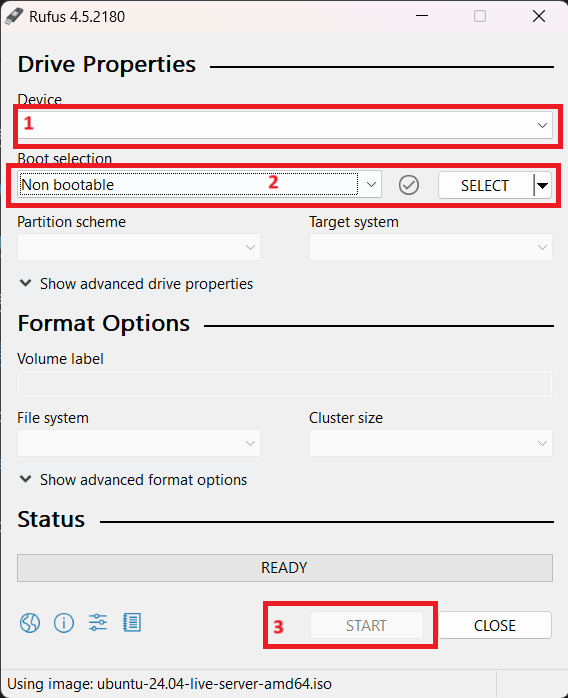 Rufus 4.5.2180
Drive Properties
Device
1
Boot selection
Non bootable 2 SELECT
Partition scheme Target system
Show advanced drive properties
Format Options
Volume label
File system Cluster size
Show advanced format options
Status
READY
3 START CLOSE
Using image: ubuntu-24.04-live-server-amd64.iso